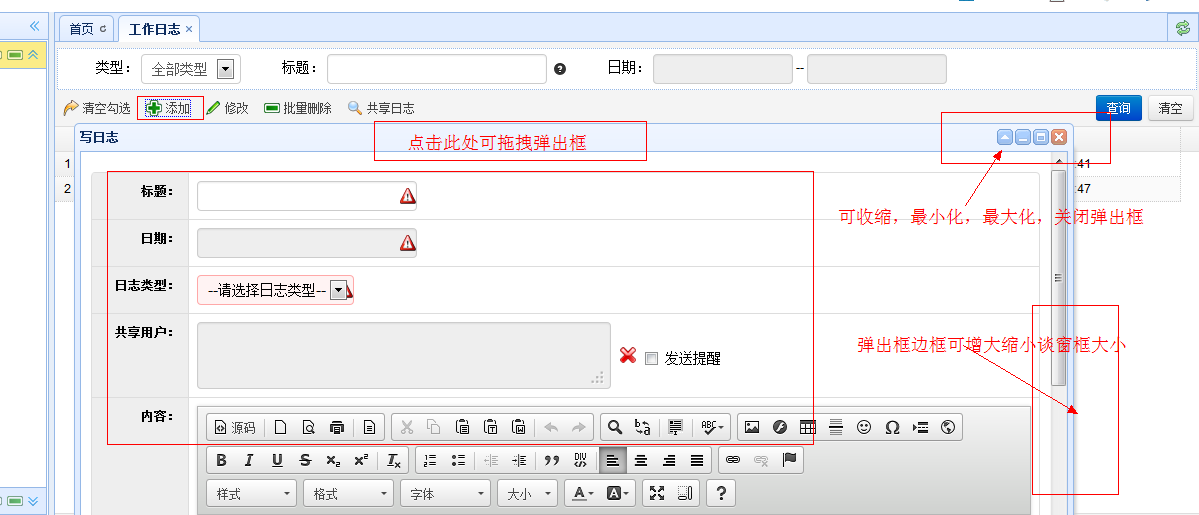 首页 工作日志
类型： 全部类型 标题： 日期： --
清空勾选 添加 修改 批量删除 共享日志 查询 清空
写日志 点击此处可拖拽弹出框
1 :41
2 :47
标题：
可收缩，最小化，最大化，关闭弹出框
日期：
日志类型： --请选择日志类型--
共享用户：
弹出框边框可增大缩小谈窗框大小
发送提醒
内容：
源码 ABC
B I U S x₂ x² Tx DIV
样式 格式 字体 大小 A A ?